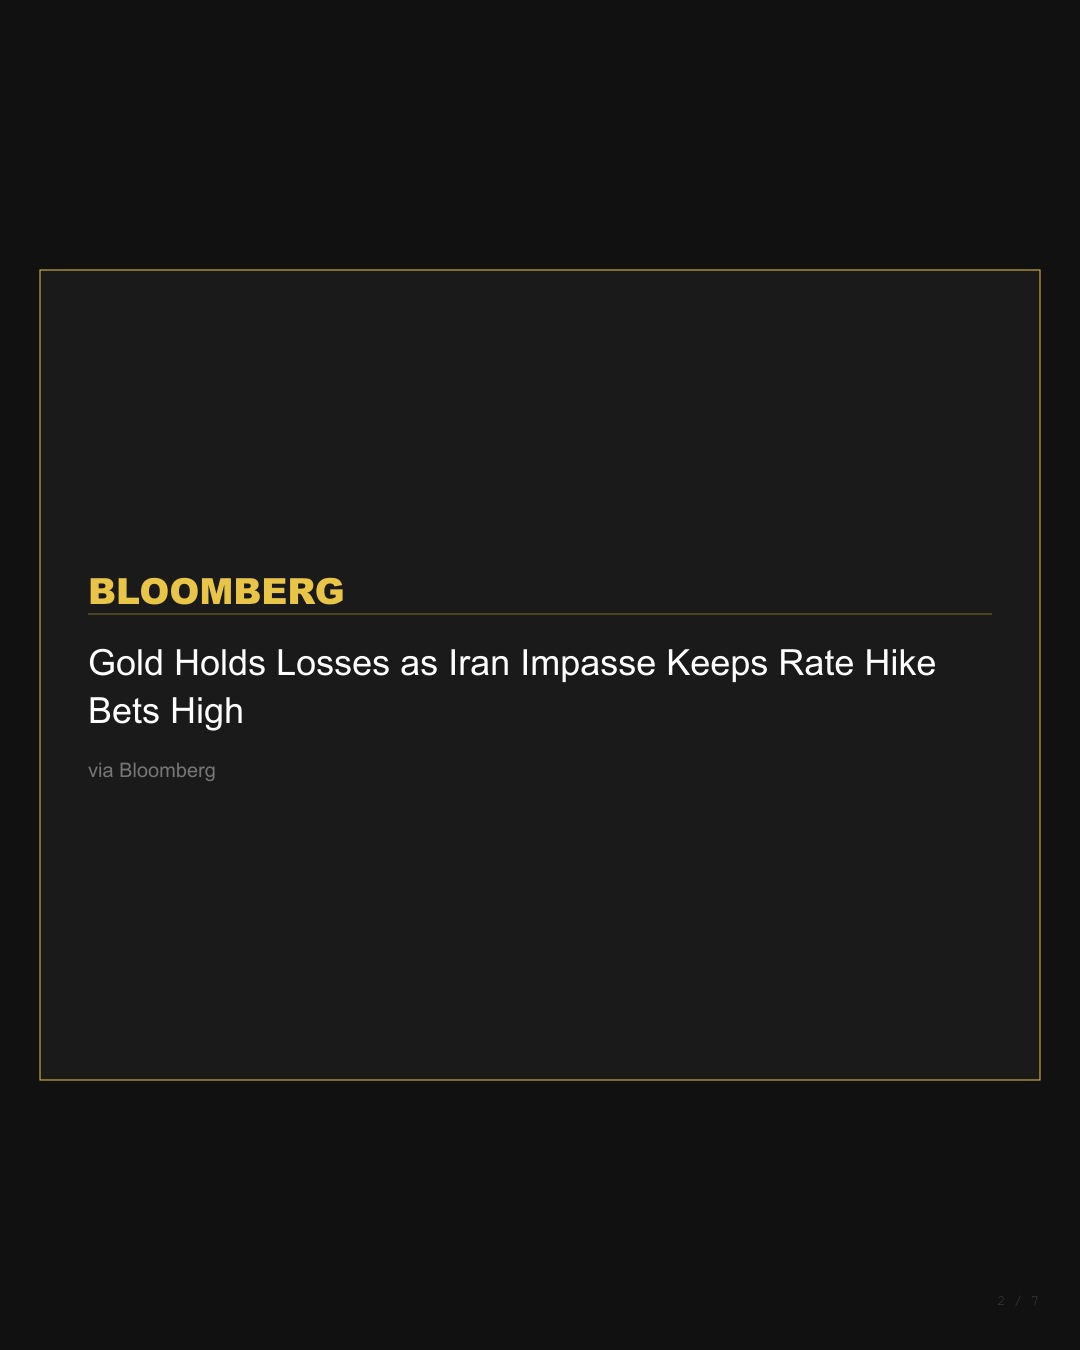 BLOOMBERG
Gold Holds Losses as Iran Impasse Keeps Rate Hike
Bets High
via Bloomberg
2 / 7